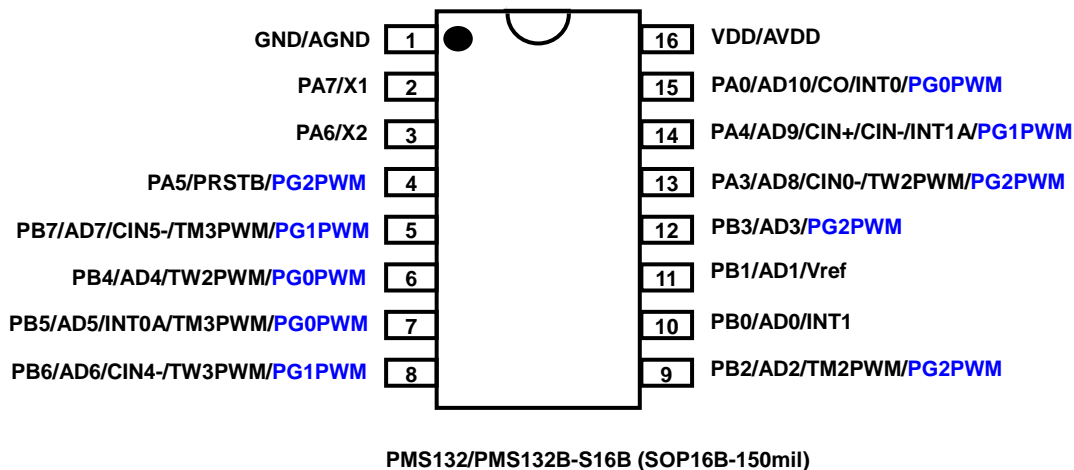 GND/AGND 1 16 VDD/AVDD
PA7/X1 2 15 PA0/AD10/CO/INT0/PG0PWM
PA6/X2 3 14 PA4/AD9/CIN+/CIN-/INT1A/PG1PWM
PA5/PRSTB/PG2PWM 4 13 PA3/AD8/CIN0-/TW2PWM/PG2PWM
PB7/AD7/CIN5-/TM3PWM/PG1PWM 5 12 PB3/AD3/PG2PWM
PB4/AD4/TW2PWM/PG0PWM 6 11 PB1/AD1/Vref
PB5/AD5/INT0A/TM3PWM/PG0PWM 7 10 PB0/AD0/INT1
PB6/AD6/CIN4-/TW3PWM/PG1PWM 8 9 PB2/AD2/TM2PWM/PG2PWM
PMS132/PMS132B-S16B (SOP16B-150mil)